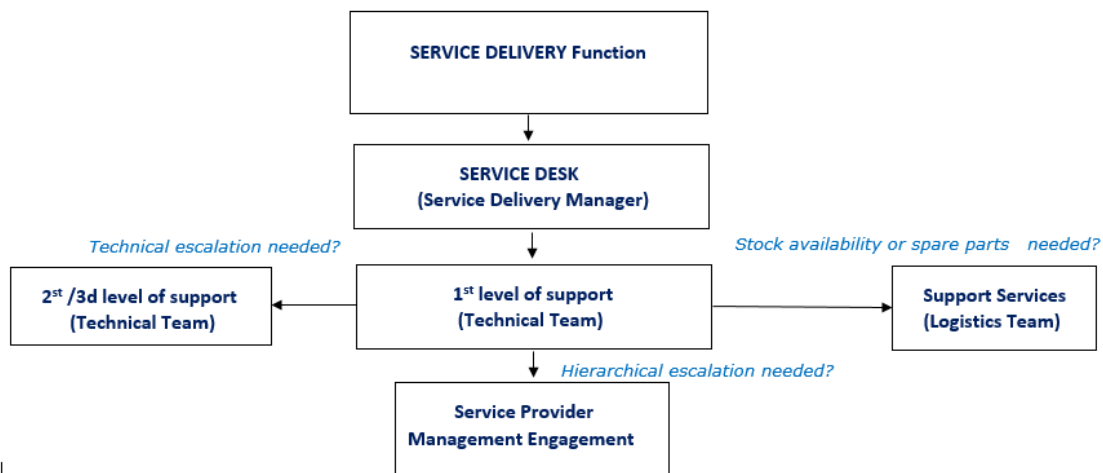 SERVICE DELIVERY Function
SERVICE DESK
(Service Delivery Manager)
Technical escalation needed?
Stock availability or spare parts needed?
2st /3d level of support
(Technical Team)
1st level of support
(Technical Team)
Support Services
(Logistics Team)
Hierarchical escalation needed?
Service Provider
Management Engagement